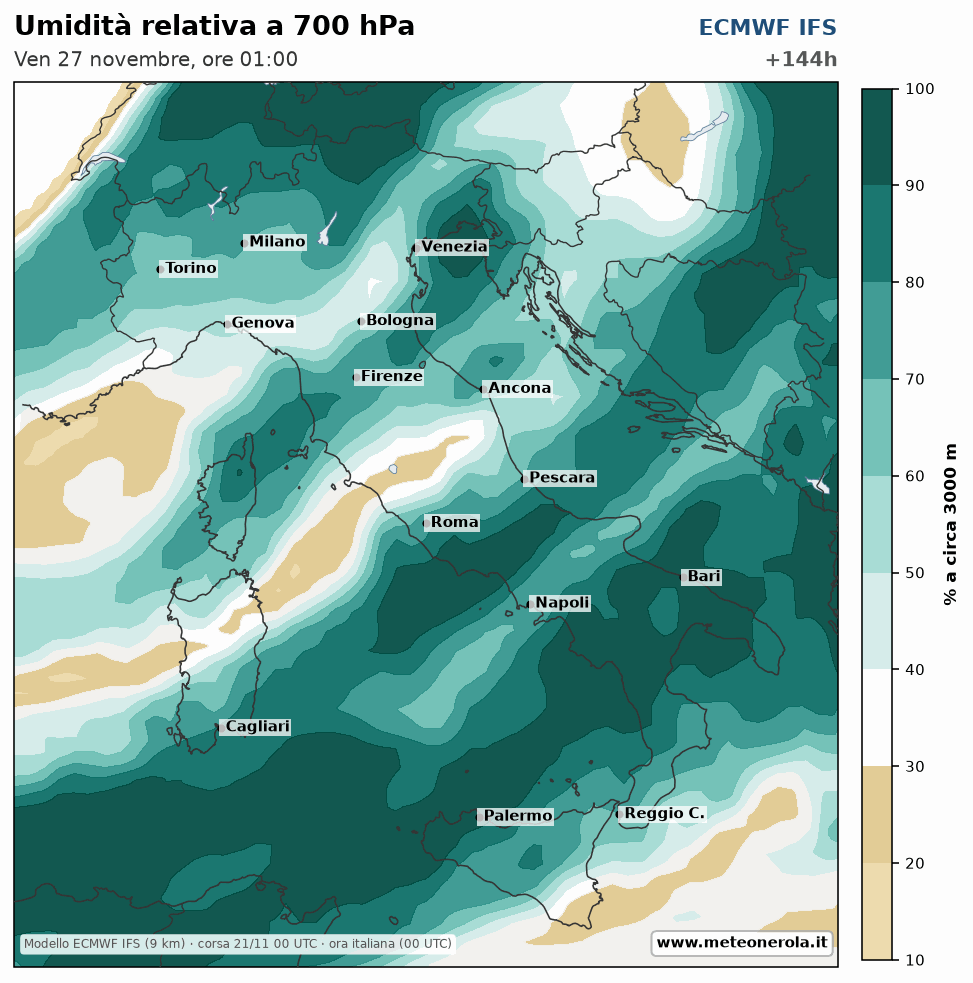 Umidità relativa a 700 hPa
ECMWF IFS
Ven 27 novembre, ore 01:00
+144h
100
90
80
70
60
50
40
30
20
10
% a circa 3000 m
Milano
Venezia
Torino
Genova
Bologna
Firenze
Ancona
Pescara
Roma
Bari
Napoli
Cagliari
Palermo
Reggio C.
Modello ECMWF IFS (9 km) · corsa 21/11 00 UTC · ora italiana (00 UTC)
www.meteonerola.it